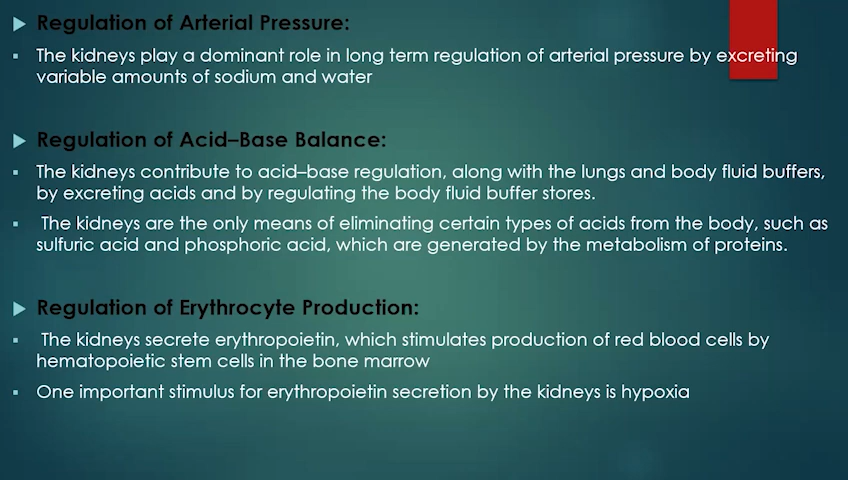 Regulation of Arterial Pressure:
The kidneys play a dominant role in long term regulation of arterial pressure by excreting
variable amounts of sodium and water
Regulation of Acid–Base Balance:
The kidneys contribute to acid–base regulation, along with the lungs and body fluid buffers,
by excreting acids and by regulating the body fluid buffer stores.
The kidneys are the only means of eliminating certain types of acids from the body, such as
sulfuric acid and phosphoric acid, which are generated by the metabolism of proteins.
Regulation of Erythrocyte Production:
The kidneys secrete erythropoietin, which stimulates production of red blood cells by
hematopoietic stem cells in the bone marrow
One important stimulus for erythropoietin secretion by the kidneys is hypoxia